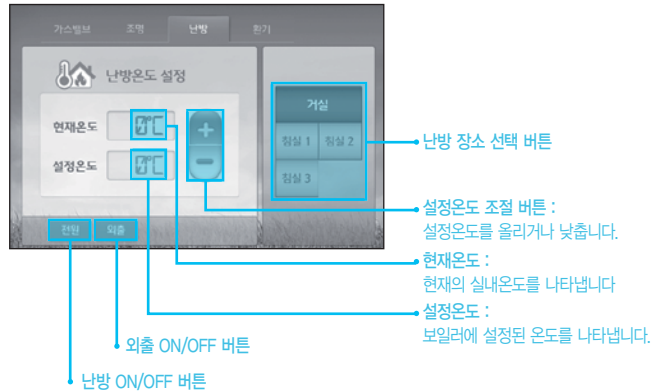 가스밸브 조명 난방 환기
난방온도 설정
현재온도 0℃ +
설정온도 0℃ -
거실
침실 1 침실 2
침실 3
전원 외출
난방 장소 선택 버튼
설정온도 조절 버튼 :
설정온도를 올리거나 낮춥니다.
현재온도 :
현재의 실내온도를 나타냅니다
설정온도 :
보일러에 설정된 온도를 나타냅니다.
외출 ON/OFF 버튼
난방 ON/OFF 버튼